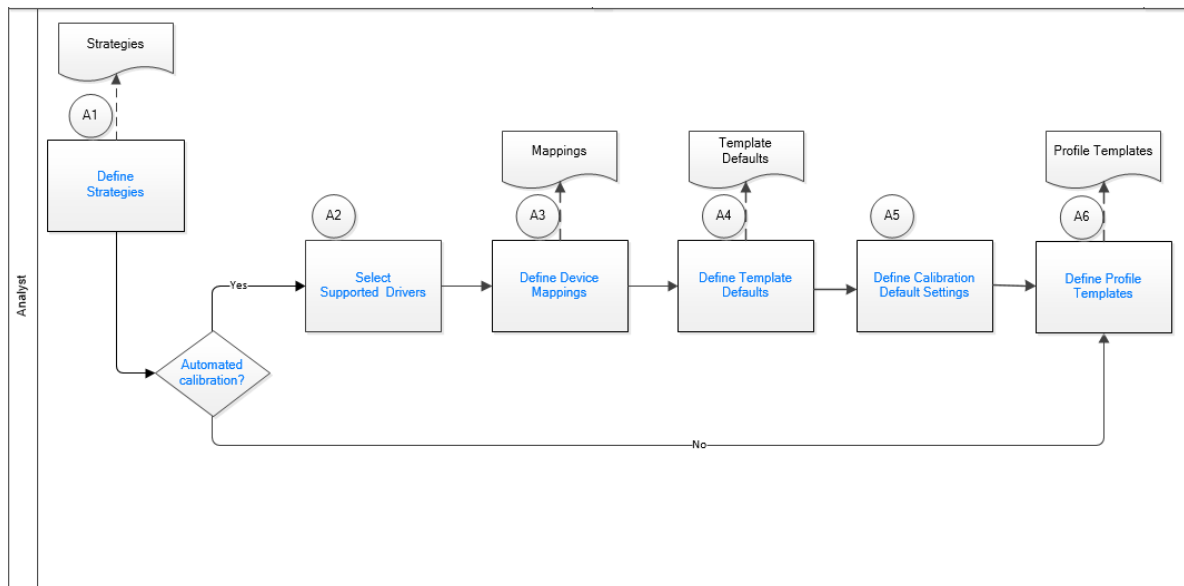 Analyst
Strategies
A1
Define
Strategies
Automated
calibration?
Yes
No
A2
Select
Supported Drivers
Mappings
A3
Define Device
Mappings
Template
Defaults
A4
Define Template
Defaults
A5
Define Calibration
Default Settings
Profile Templates
A6
Define Profile
Templates